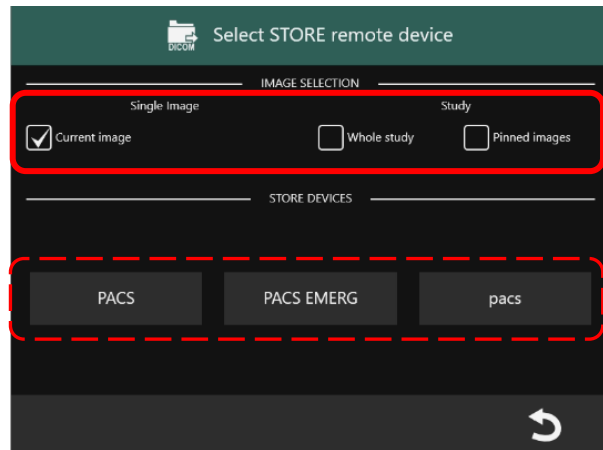 DICOM
Select STORE remote device
IMAGE SELECTION
Single Image
Study
Current image
Whole study
Pinned images
STORE DEVICES
PACS
PACS EMERG
pacs